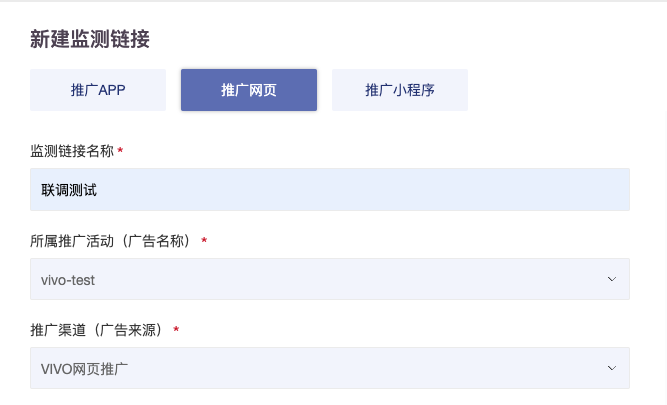 新建监测链接
推广APP 推广网页 推广小程序
监测链接名称 *
联调测试
所属推广活动（广告名称） *
vivo-test
推广渠道（广告来源） *
VIVO网页推广